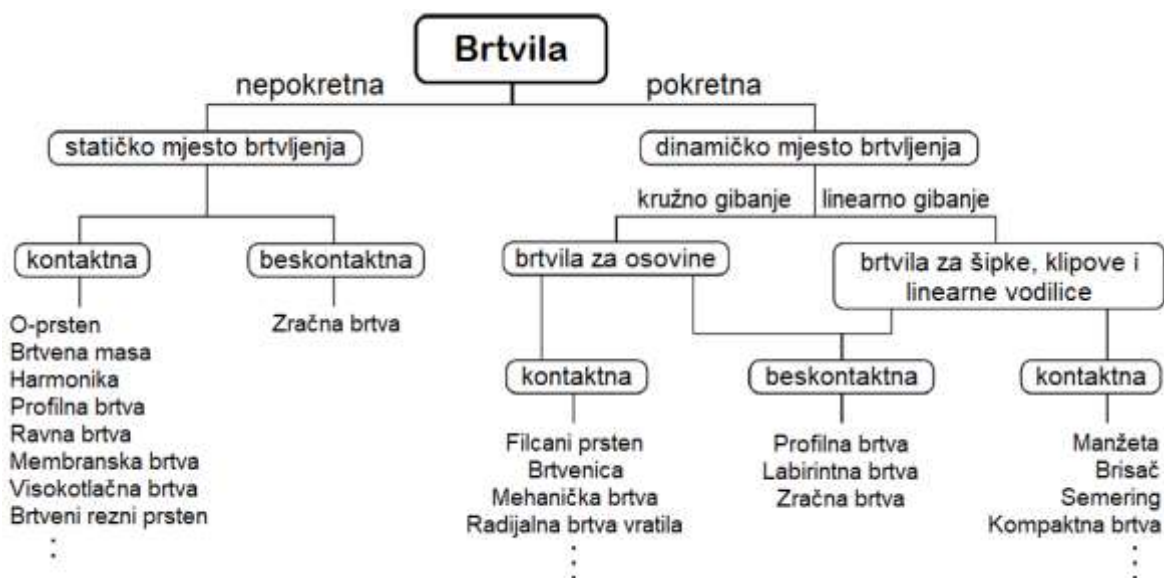 Brtvila
nepokretna
pokretna
statičko mjesto brtvljenja
dinamičko mjesto brtvljenja
kružno gibanje
linearno gibanje
kontaktna
beskontaktna
brtvila za osovine
brtvila za šipke, klipove i
linearne vodilice
O-prsten
Brtvena masa
Harmonika
Profilna brtva
Ravna brtva
Membranska brtva
Visokotlačna brtva
Brtveni rezni prsten
⋮
Zračna brtva
kontaktna
beskontaktna
kontaktna
Filcani prsten
Brtvenica
Mehanička brtva
Radijalna brtva vratila
⋮
Profilna brtva
Labirintna brtva
Zračna brtva
Manžeta
Brisač
Semering
Kompaktna brtva
⋮